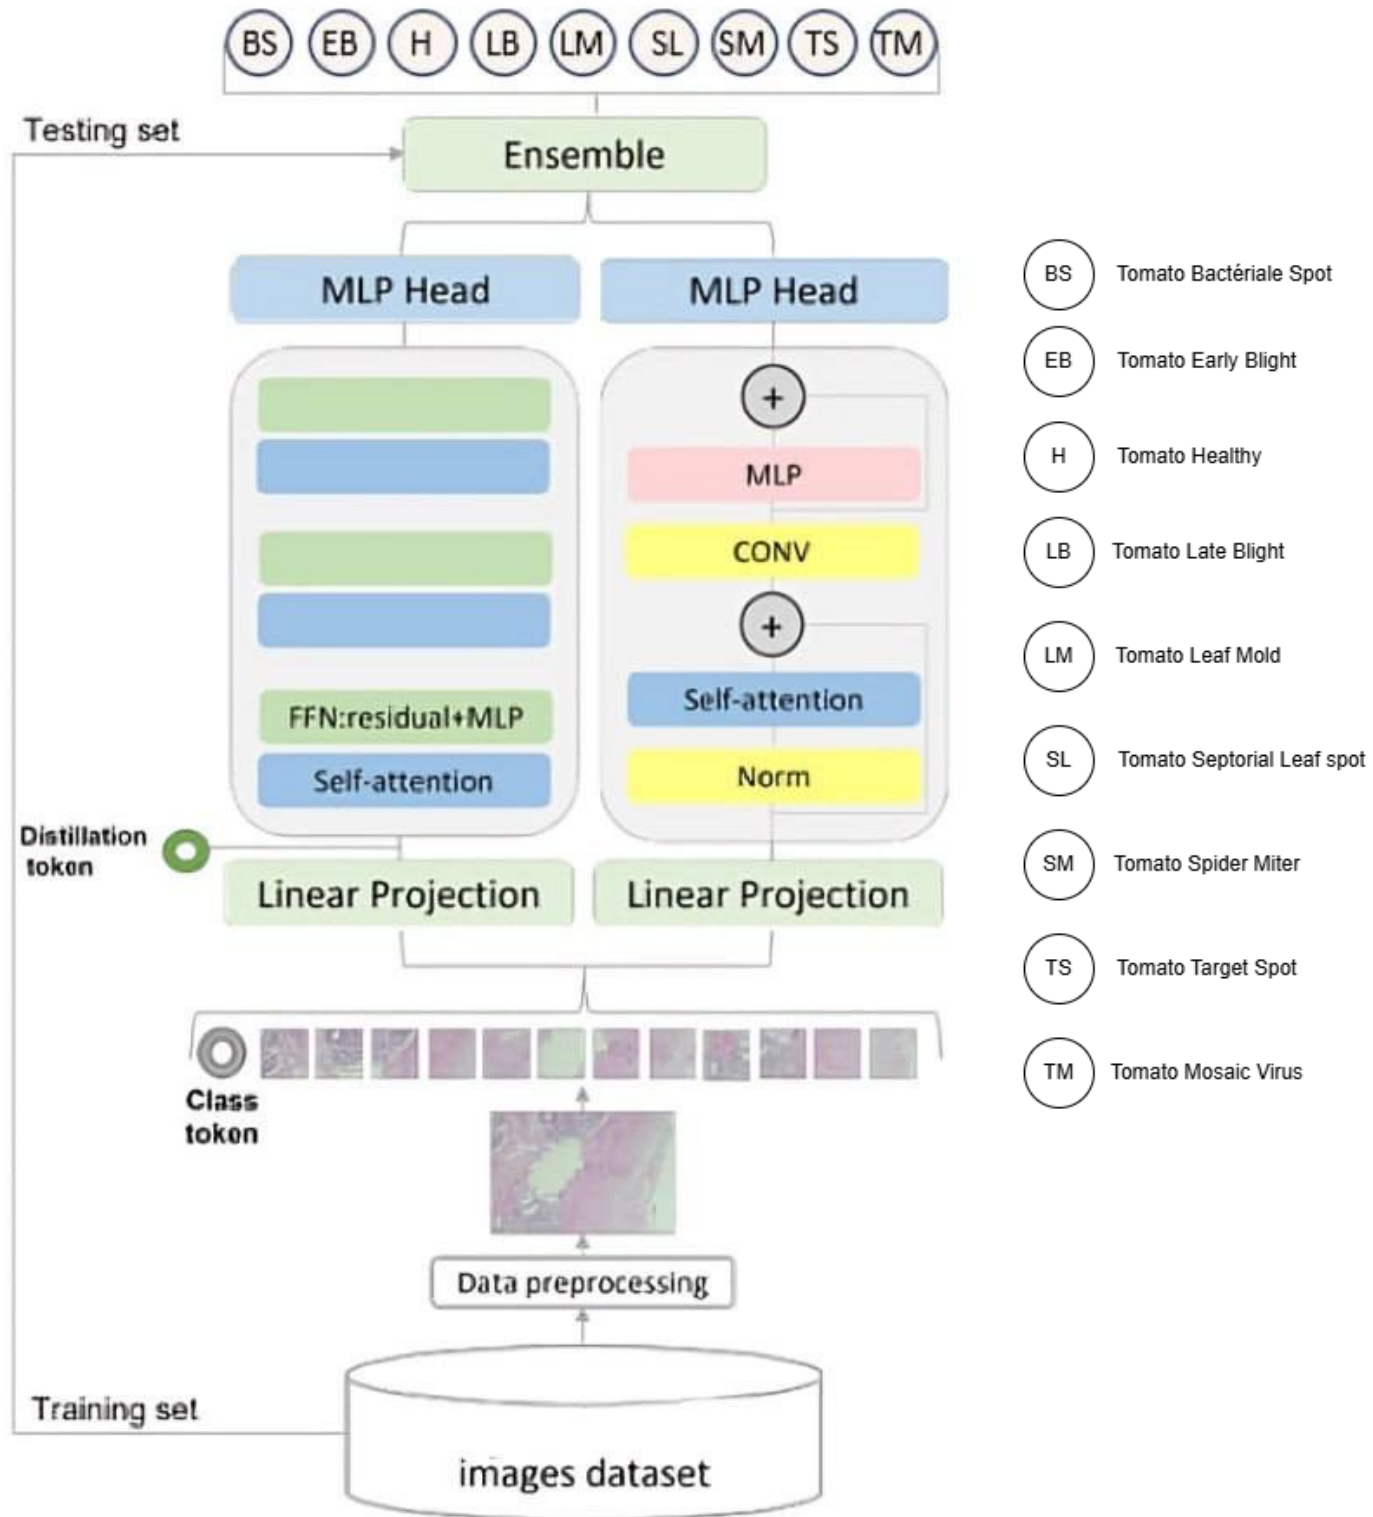 BS EB H LB LM SL SM TS TM
Testing set
Ensemble
MLP Head
MLP Head
+
MLP
CONV
+
Self-attention
Norm
FFN:residual+MLP
Self-attention
Distillation
token
Linear Projection
Linear Projection
Class
token
Data preprocessing
Training set
images dataset
BS Tomato Bactériale Spot
EB Tomato Early Blight
H Tomato Healthy
LB Tomato Late Blight
LM Tomato Leaf Mold
SL Tomato Septorial Leaf spot
SM Tomato Spider Miter
TS Tomato Target Spot
TM Tomato Mosaic Virus